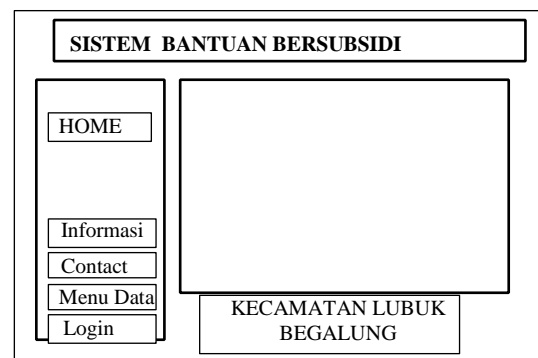 SISTEM BANTUAN BERSUBSIDI
HOME
Informasi
Contact
Menu Data
Login
KECAMATAN LUBUK
BEGALUNG